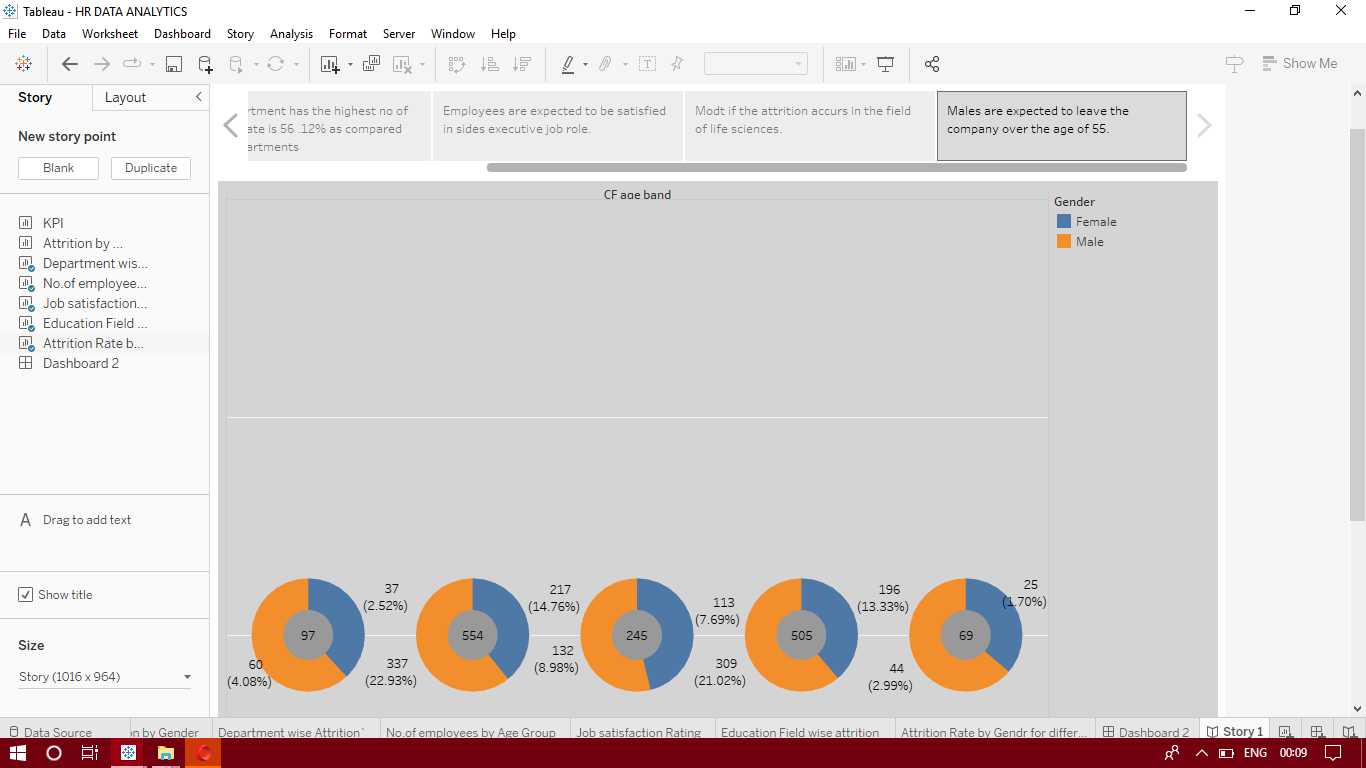 Tableau - HR DATA ANALYTICS
File Data Worksheet Dashboard Story Analysis Format Server Window Help
Show Me
Story Layout
New story point
Blank Duplicate
KPI
Attrition by ...
Department wis...
No.of employee...
Job satisfaction...
Education Field ...
Attrition Rate b...
Dashboard 2
A Drag to add text
Show title
Size
Story (1016 x 964)
rtment has the highest no of
ate is 56 .12% as compared
artments
Employees are expected to be satisfied
in sides executive job role.
Modt if the attrition accurs in the field
of life sciences.
Males are expected to leave the
company over the age of 55.
CF age band
Gender
Female
Male
37
(2.52%)
97
60
(4.08%)
217
(14.76%)
554
337
(22.93%)
113
(7.69%)
245
132
(8.98%)
196
(13.33%)
505
309
(21.02%)
25
(1.70%)
69
44
(2.99%)
Data Source n by Gender Department wise Attrition` No.of employees by Age Group Job satisfaction Rating Education Field wise attrition Attrition Rate by Gendr for differ... Dashboard 2 Story 1
ENG 00:09